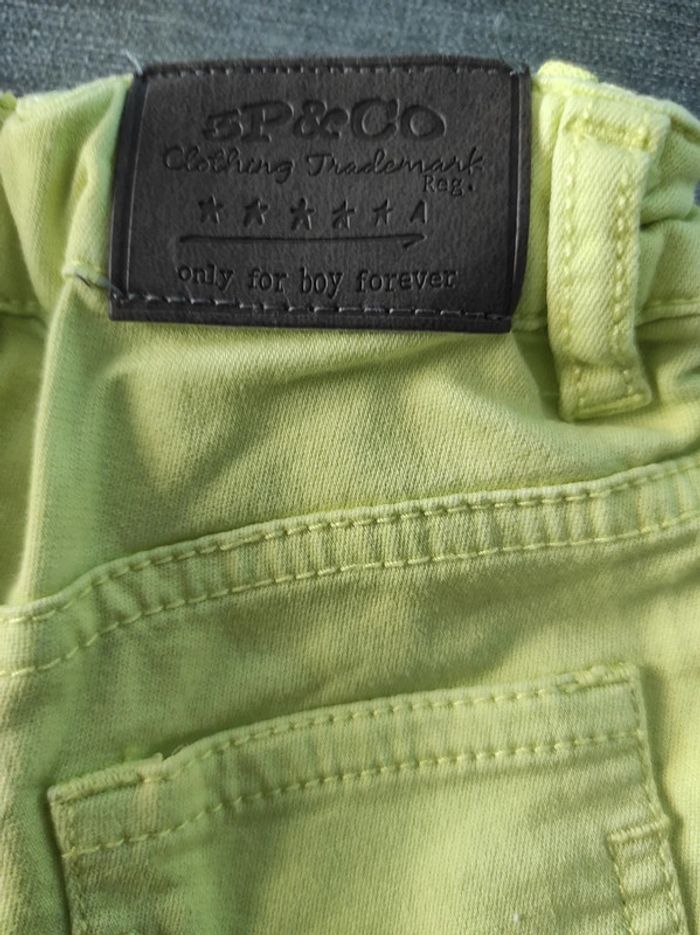 3P&CO
Clothing Trademark
Reg.
★★★★★A
only for boy forever